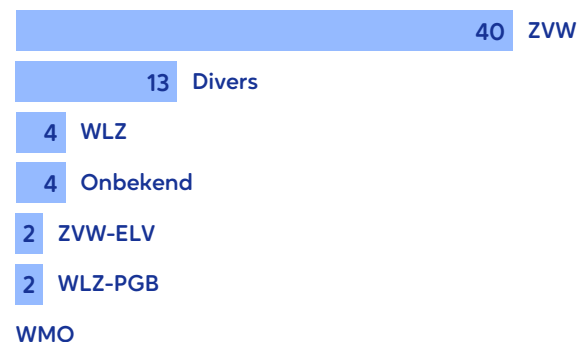 40 ZVW
13 Divers
4 WLZ
4 Onbekend
2 ZVW-ELV
2 WLZ-PGB
WMO